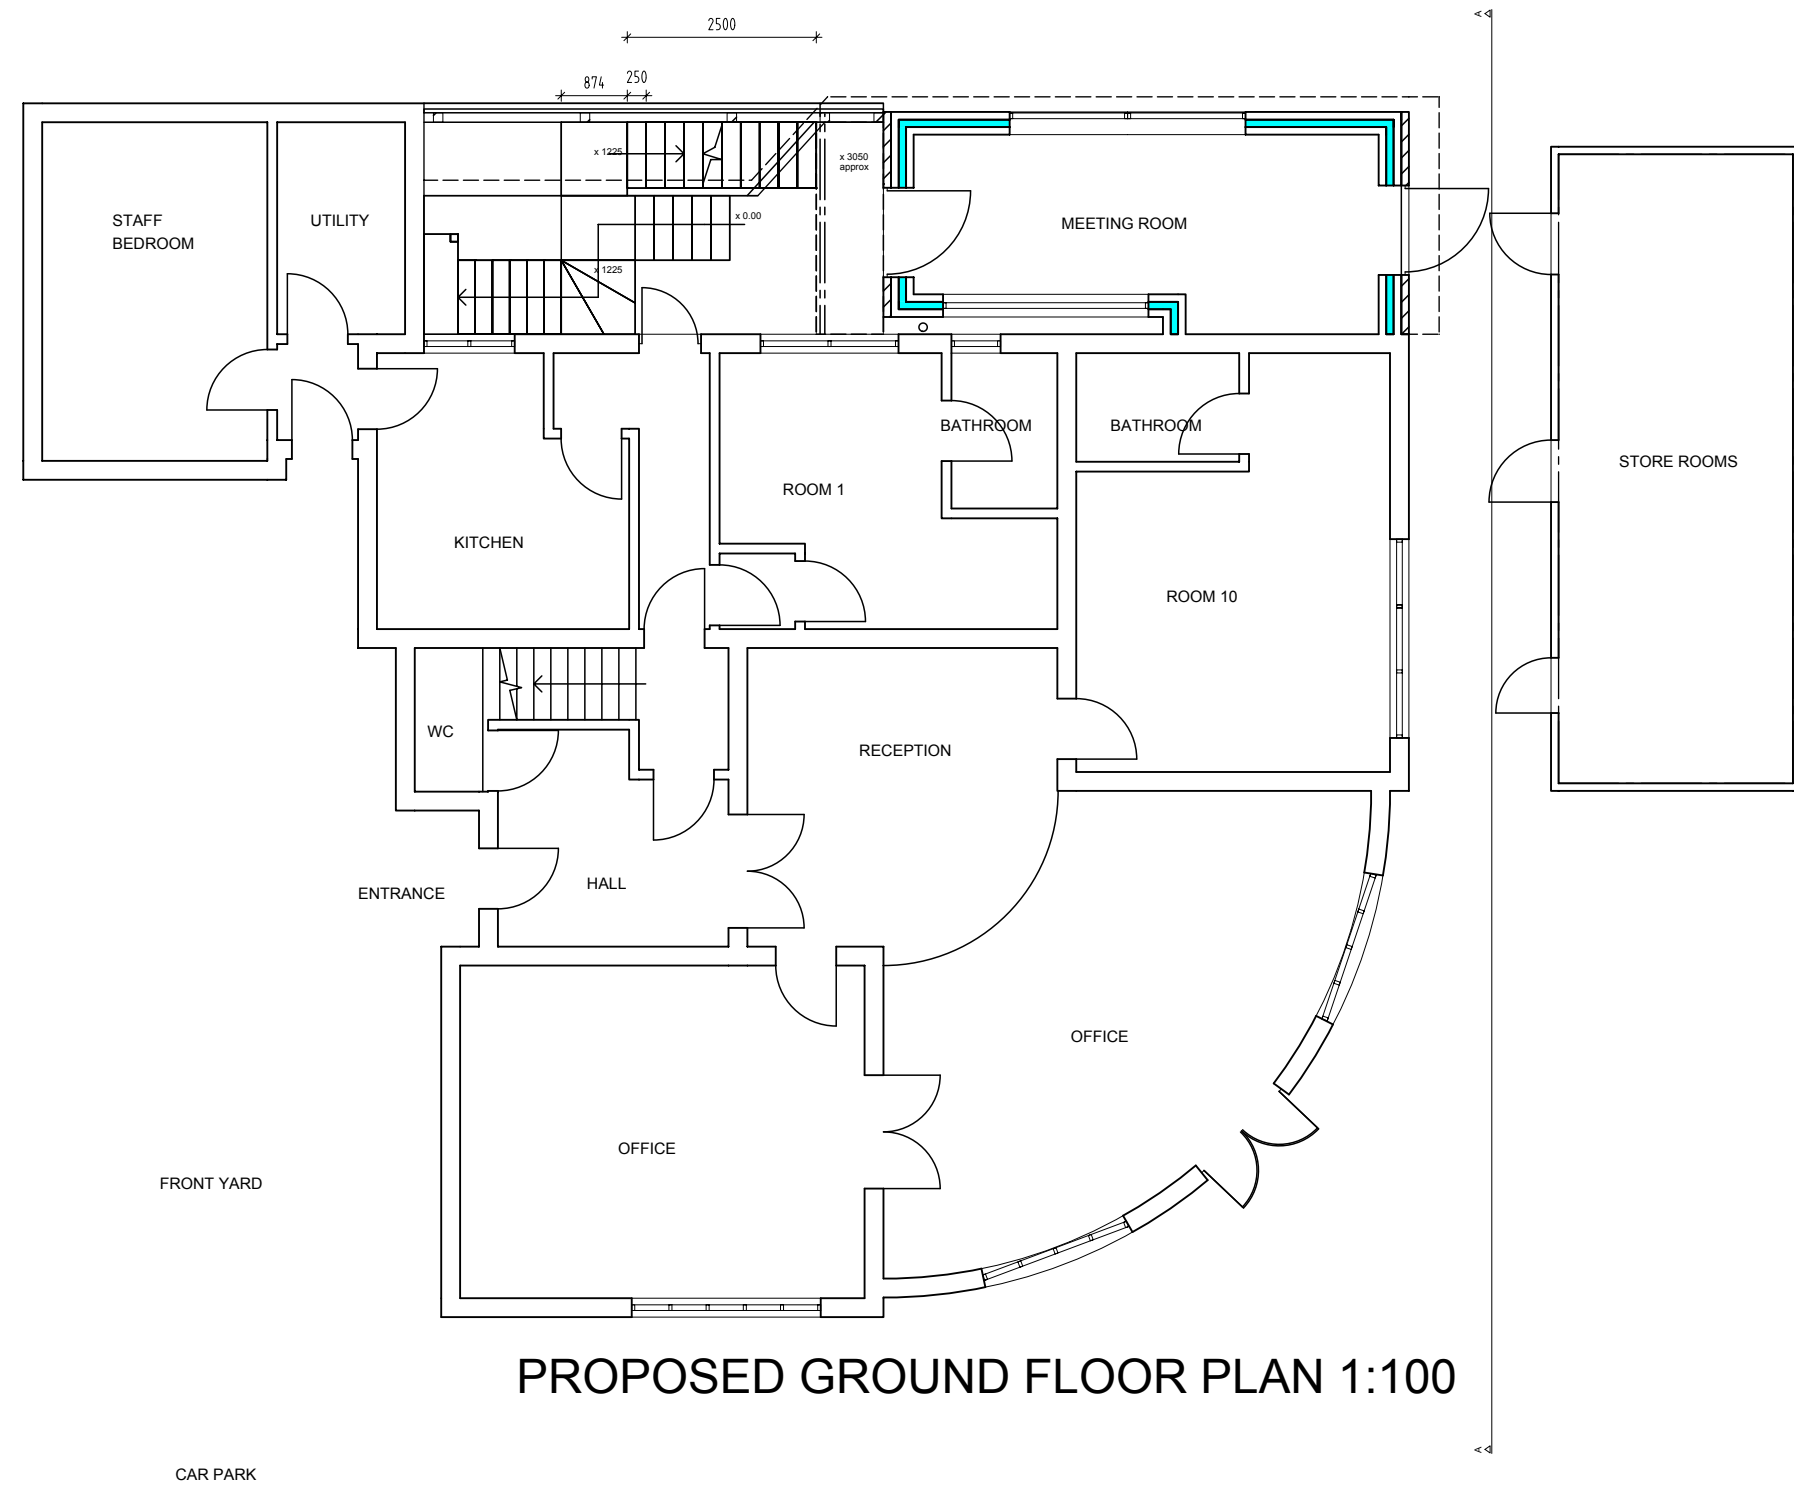 2500
874
250
A
x 1225
x 3050
approx
STAFF
BEDROOM
UTILITY
x 0.00
MEETING ROOM
x 1225
BATHROOM
BATHROOM
STORE ROOMS
ROOM 1
KITCHEN
ROOM 10
WC
RECEPTION
HALL
ENTRANCE
OFFICE
OFFICE
FRONT YARD
PROPOSED GROUND FLOOR PLAN 1:100
A
CAR PARK